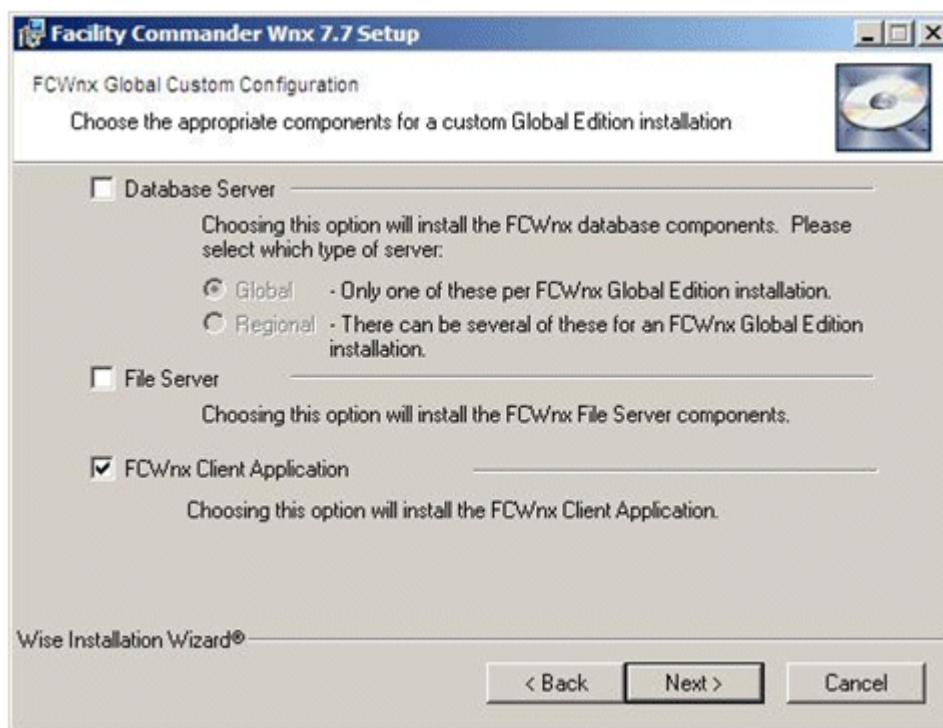 Facility Commander Wnx 7.7 Setup
FCWnx Global Custom Configuration
Choose the appropriate components for a custom Global Edition installation
Database Server
Choosing this option will install the FCWnx database components. Please
select which type of server:
Global - Only one of these per FCWnx Global Edition installation.
Regional - There can be several of these for an FCWnx Global Edition
installation.
File Server
Choosing this option will install the FCWnx File Server components.
FCWnx Client Application
Choosing this option will install the FCWnx Client Application.
Wise Installation Wizard®
< Back Next > Cancel